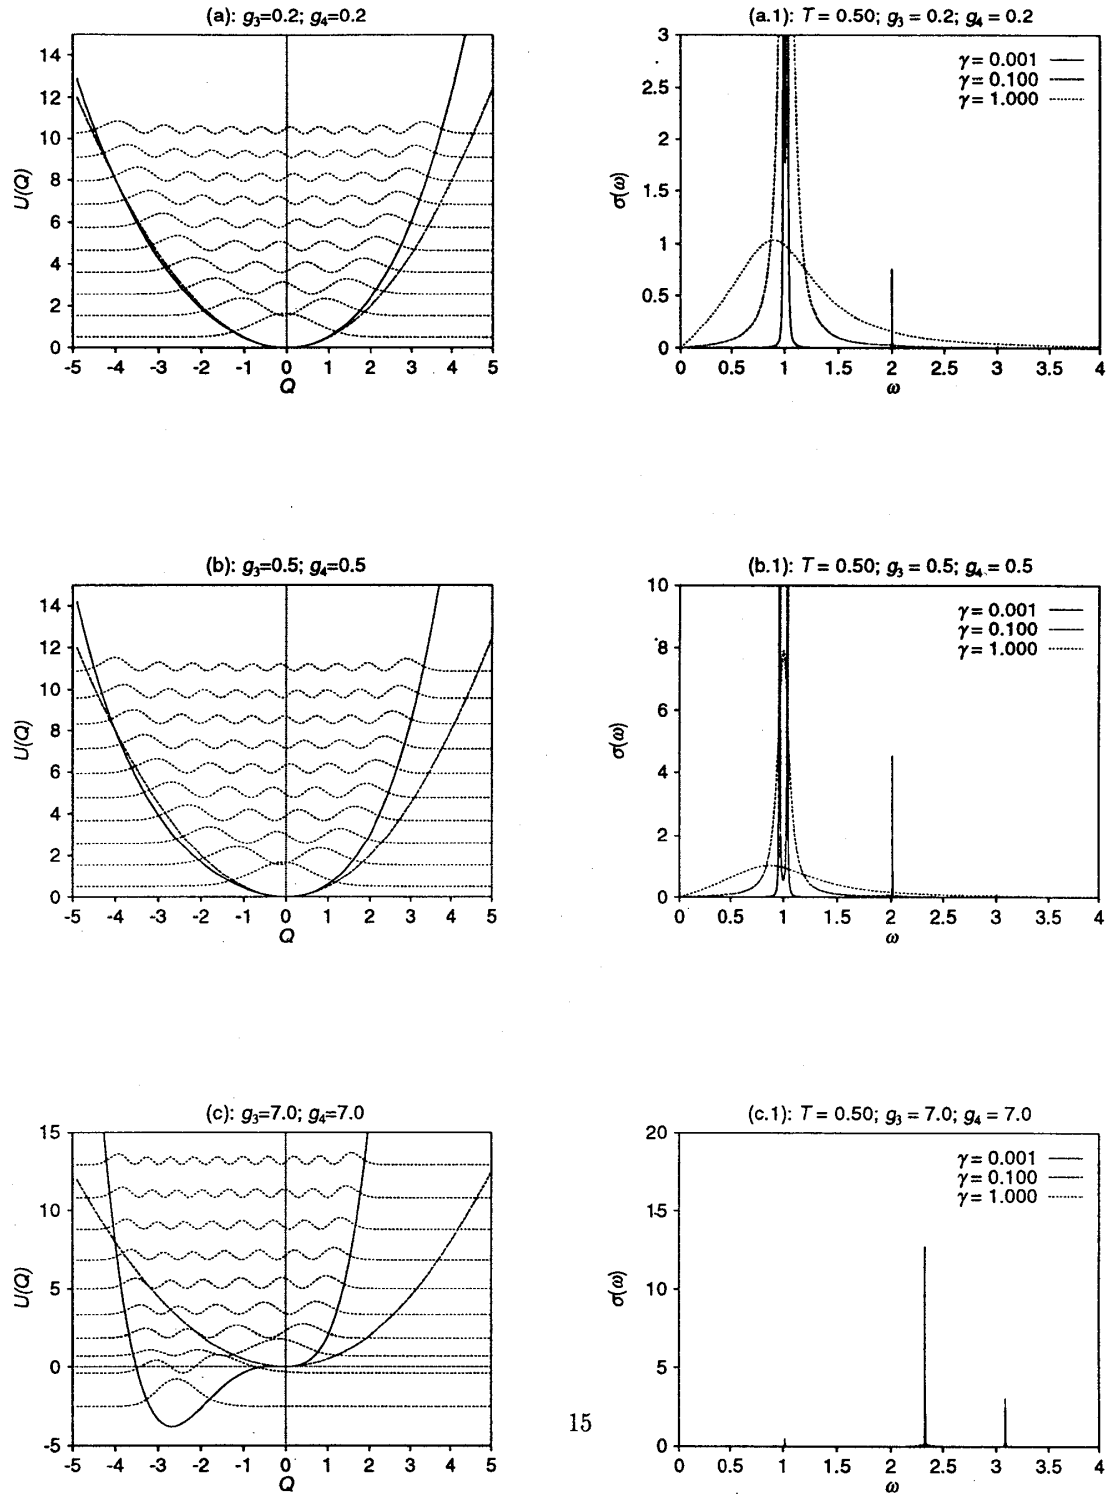 (a): g₃=0.2; g₄=0.2
U(Q)
14
12
10
8
6
4
2
0
-5 -4 -3 -2 -1 0 1 2 3 4 5
Q
(a.1): T = 0.50; g₃ = 0.2; g₄ = 0.2
σ(ω)
3
2.5
2
1.5
1
0.5
0
γ = 0.001
γ = 0.100
γ = 1.000
0 0.5 1 1.5 2 2.5 3 3.5 4
ω
(b): g₃=0.5; g₄=0.5
U(Q)
14
12
10
8
6
4
2
0
-5 -4 -3 -2 -1 0 1 2 3 4 5
Q
(b.1): T = 0.50; g₃ = 0.5; g₄ = 0.5
σ(ω)
10
8
6
4
2
0
γ = 0.001
γ = 0.100
γ = 1.000
0 0.5 1 1.5 2 2.5 3 3.5 4
ω
(c): g₃=7.0; g₄=7.0
U(Q)
15
10
5
0
-5
-5 -4 -3 -2 -1 0 1 2 3 4 5
Q
(c.1): T = 0.50; g₃ = 7.0; g₄ = 7.0
σ(ω)
20
15
10
5
0
γ = 0.001
γ = 0.100
γ = 1.000
0 0.5 1 1.5 2 2.5 3 3.5 4
ω
15